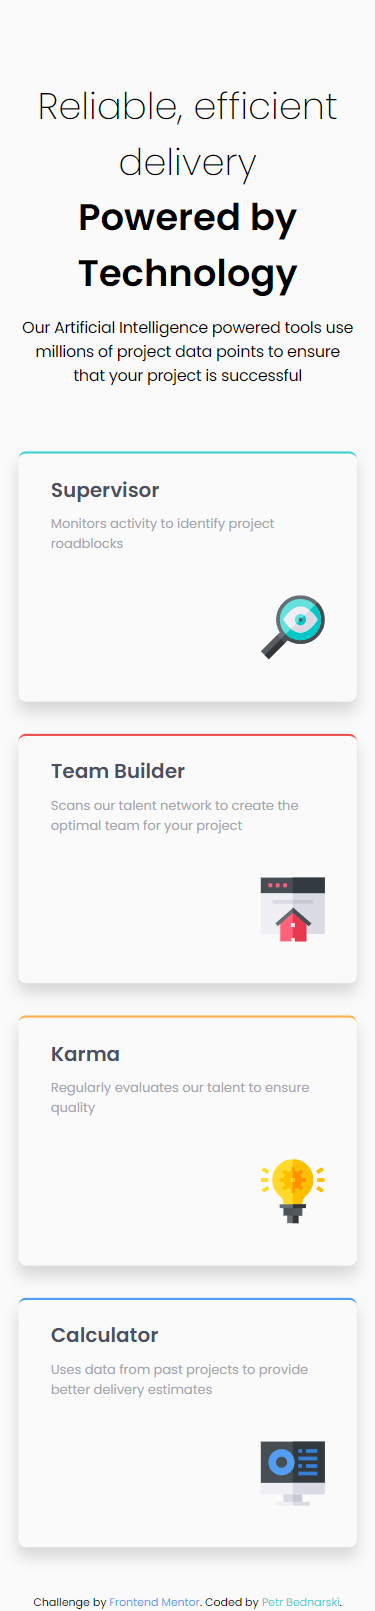 Reliable, efficient
delivery
Powered by
Technology
Our Artificial Intelligence powered tools use
millions of project data points to ensure
that your project is successful
Supervisor
Monitors activity to identify project
roadblocks
Team Builder
Scans our talent network to create the
optimal team for your project
Karma
Regularly evaluates our talent to ensure
quality
Calculator
Uses data from past projects to provide
better delivery estimates
Challenge by Frontend Mentor. Coded by Petr Bednarski.